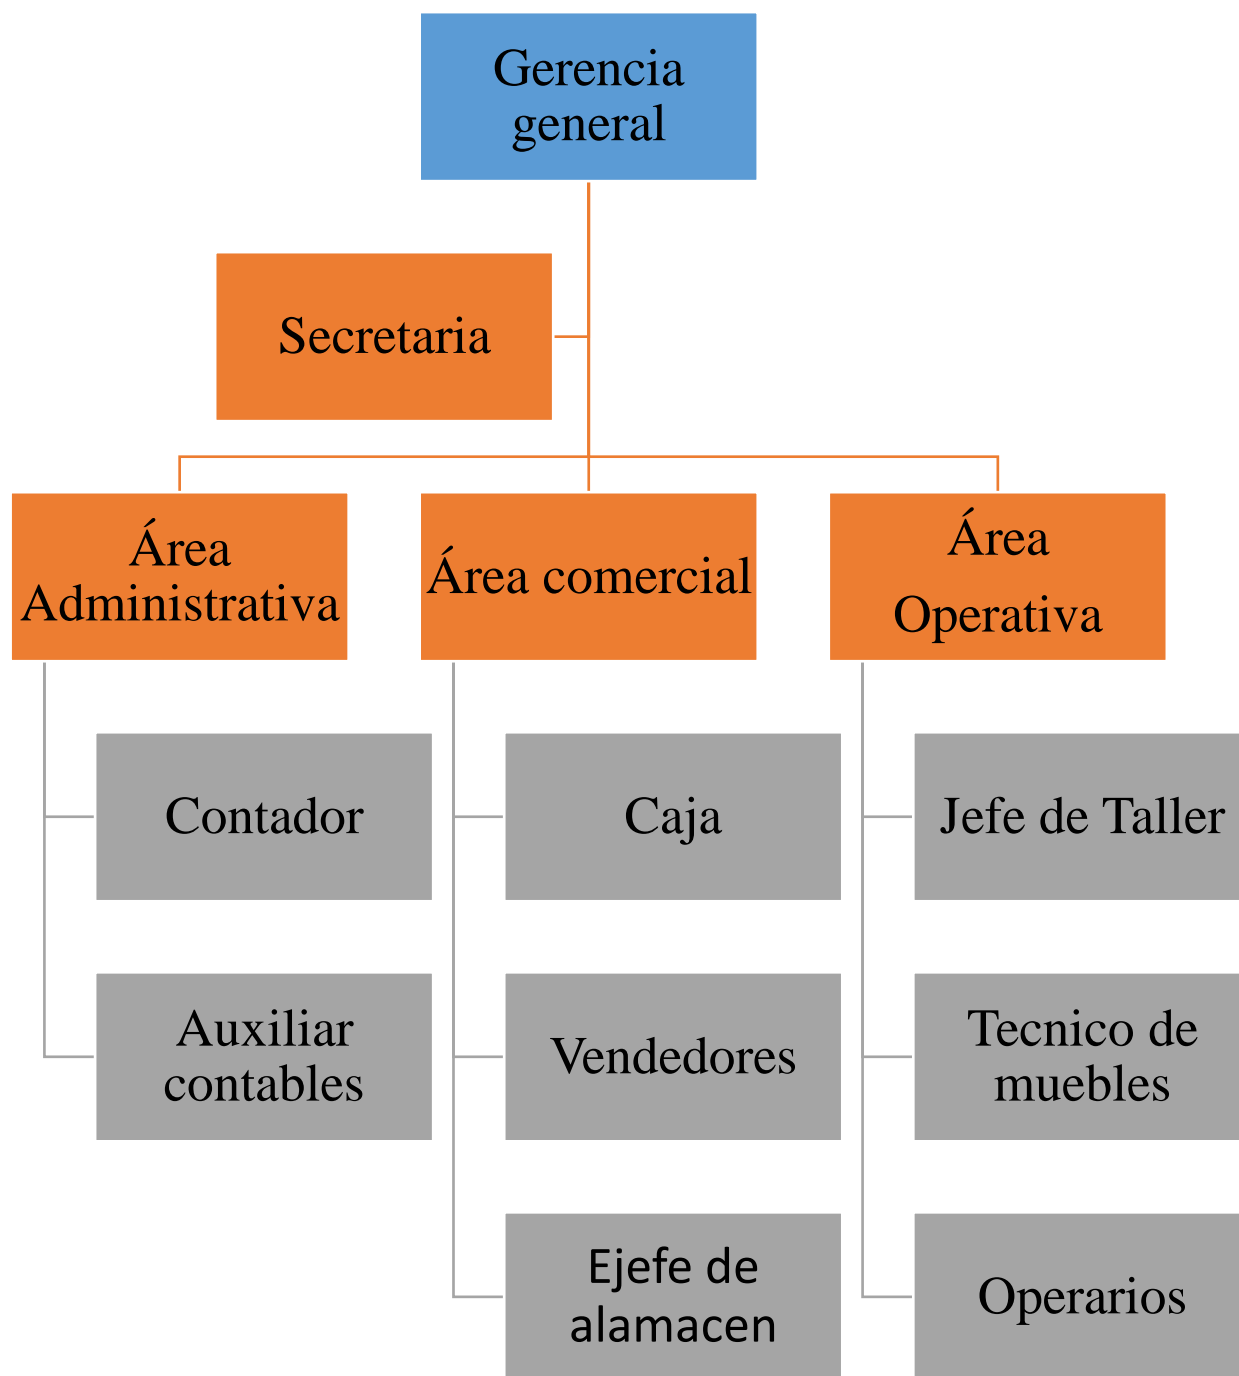 Gerencia
general
Secretaria
Área
Administrativa
Área comercial
Área
Operativa
Contador
Caja
Jefe de Taller
Auxiliar
contables
Vendedores
Tecnico de
muebles
Ejefe de
alamacen
Operarios